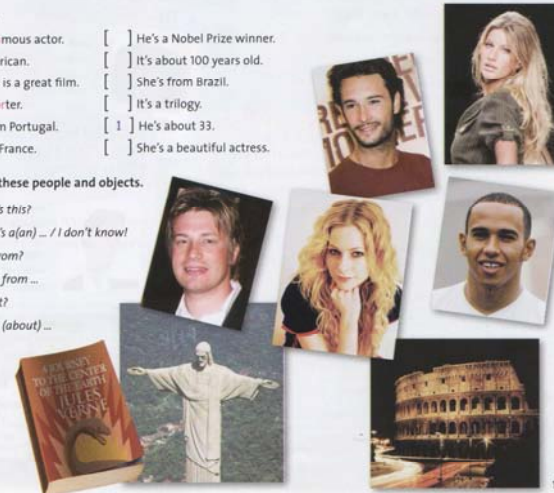 mous actor. [ ] He's a Nobel Prize winner.
rican. [ ] It's about 100 years old.
is a great film. [ ] She's from Brazil.
rter. [ ] It's a trilogy.
n Portugal. [ 1 ] He's about 33.
France. [ ] She's a beautiful actress.
these people and objects.
s this?
's a(an) ... / I don't know!
rom?
from ...
t?
(about) ...
A JOURNEY
TO THE CENTER
OF THE EARTH
JULES
VERNE